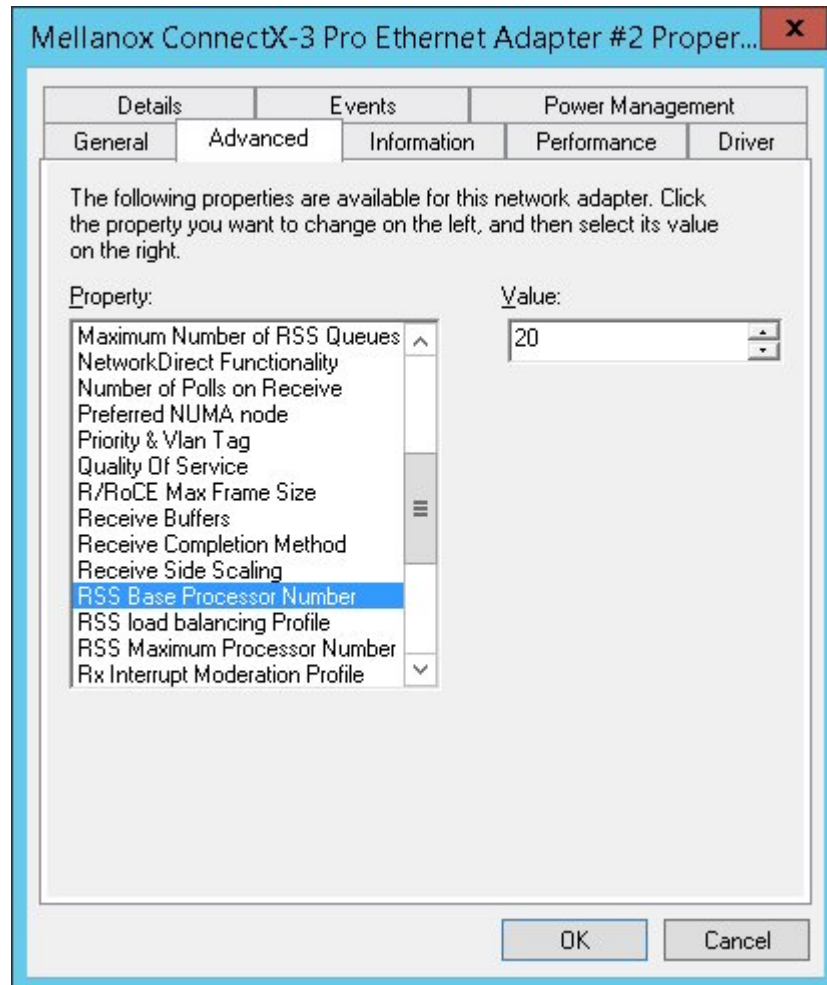 Mellanox ConnectX-3 Pro Ethernet Adapter #2 Proper... x
Details Events Power Management
General Advanced Information Performance Driver
The following properties are available for this network adapter. Click
the property you want to change on the left, and then select its value
on the right.
Property: Value:
Maximum Number of RSS Queues 20
NetworkDirect Functionality
Number of Polls on Receive
Preferred NUMA node
Priority & Vlan Tag
Quality Of Service
R/RoCE Max Frame Size
Receive Buffers
Receive Completion Method
Receive Side Scaling
RSS Base Processor Number
RSS load balancing Profile
RSS Maximum Processor Number
Rx Interrupt Moderation Profile
OK Cancel